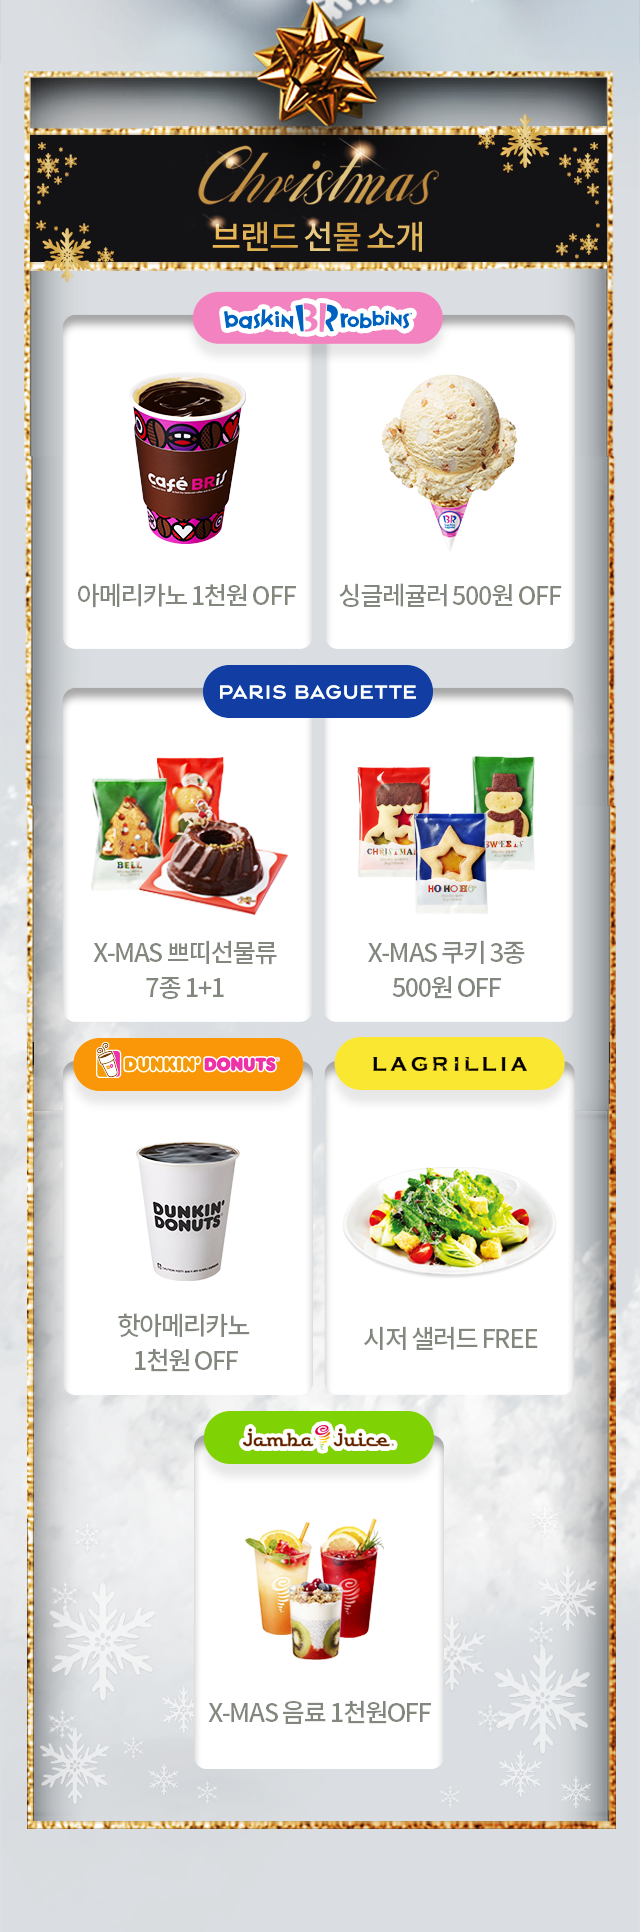 Christmas
브랜드 선물 소개
baskin BR robbins
café BRiS
BR
아메리카노 1천원 OFF
싱글레귤러 500원 OFF
PARIS BAGUETTE
BELL
CHRISTMAS
SWEETS
HO HO HO
X-MAS 쁘띠선물류
7종 1+1
X-MAS 쿠키 3종
500원 OFF
DUNKIN' DONUTS
LAGRILLIA
DUNKIN'
DONUTS
핫아메리카노
1천원 OFF
시저 샐러드 FREE
jamba juice
X-MAS 음료 1천원OFF